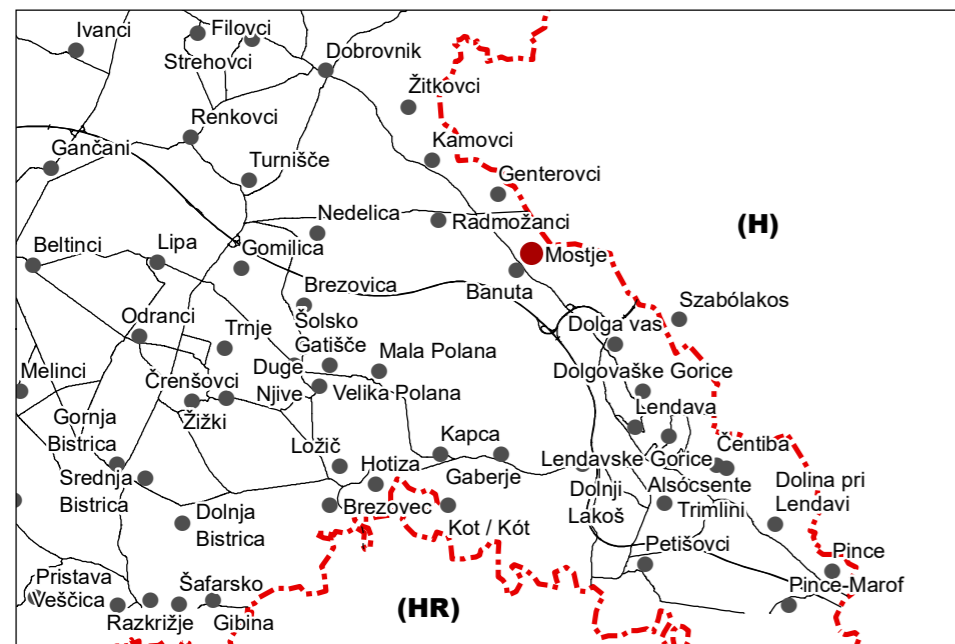 Ivanci
Filovci
Strehovci
Dobrovnik
Žitkovci
Renkovci
Kamovci
Gančani
Turnišče
Genterovci
Nedelica
Radmožanci
(H)
Beltinci
Lipa
Gomilica
Mostje
Banuta
Brezovica
Szabólakos
Odranci
Trnje
Šolsko
Gatišče
Dolga vas
Mala Polana
Melinci
Črenšovci
Duge
Njive
Velika Polana
Dolgovaške Gorice
Žižki
Lendava
Gornja
Bistrica
Ložič
Kapca
Čentiba
Srednja
Bistrica
Hotiza
Gaberje
Lendavske Gorice
Alsócsente
Dolina pri
Lendavi
Dolnja
Bistrica
Brezovec
Kot / Kót
Dolnji
Lakoš
Trimlini
Petišovci
Pince
Pristava
Veščica
Šafarsko
Pince-Marof
Razkrižje
Gibina
(HR)